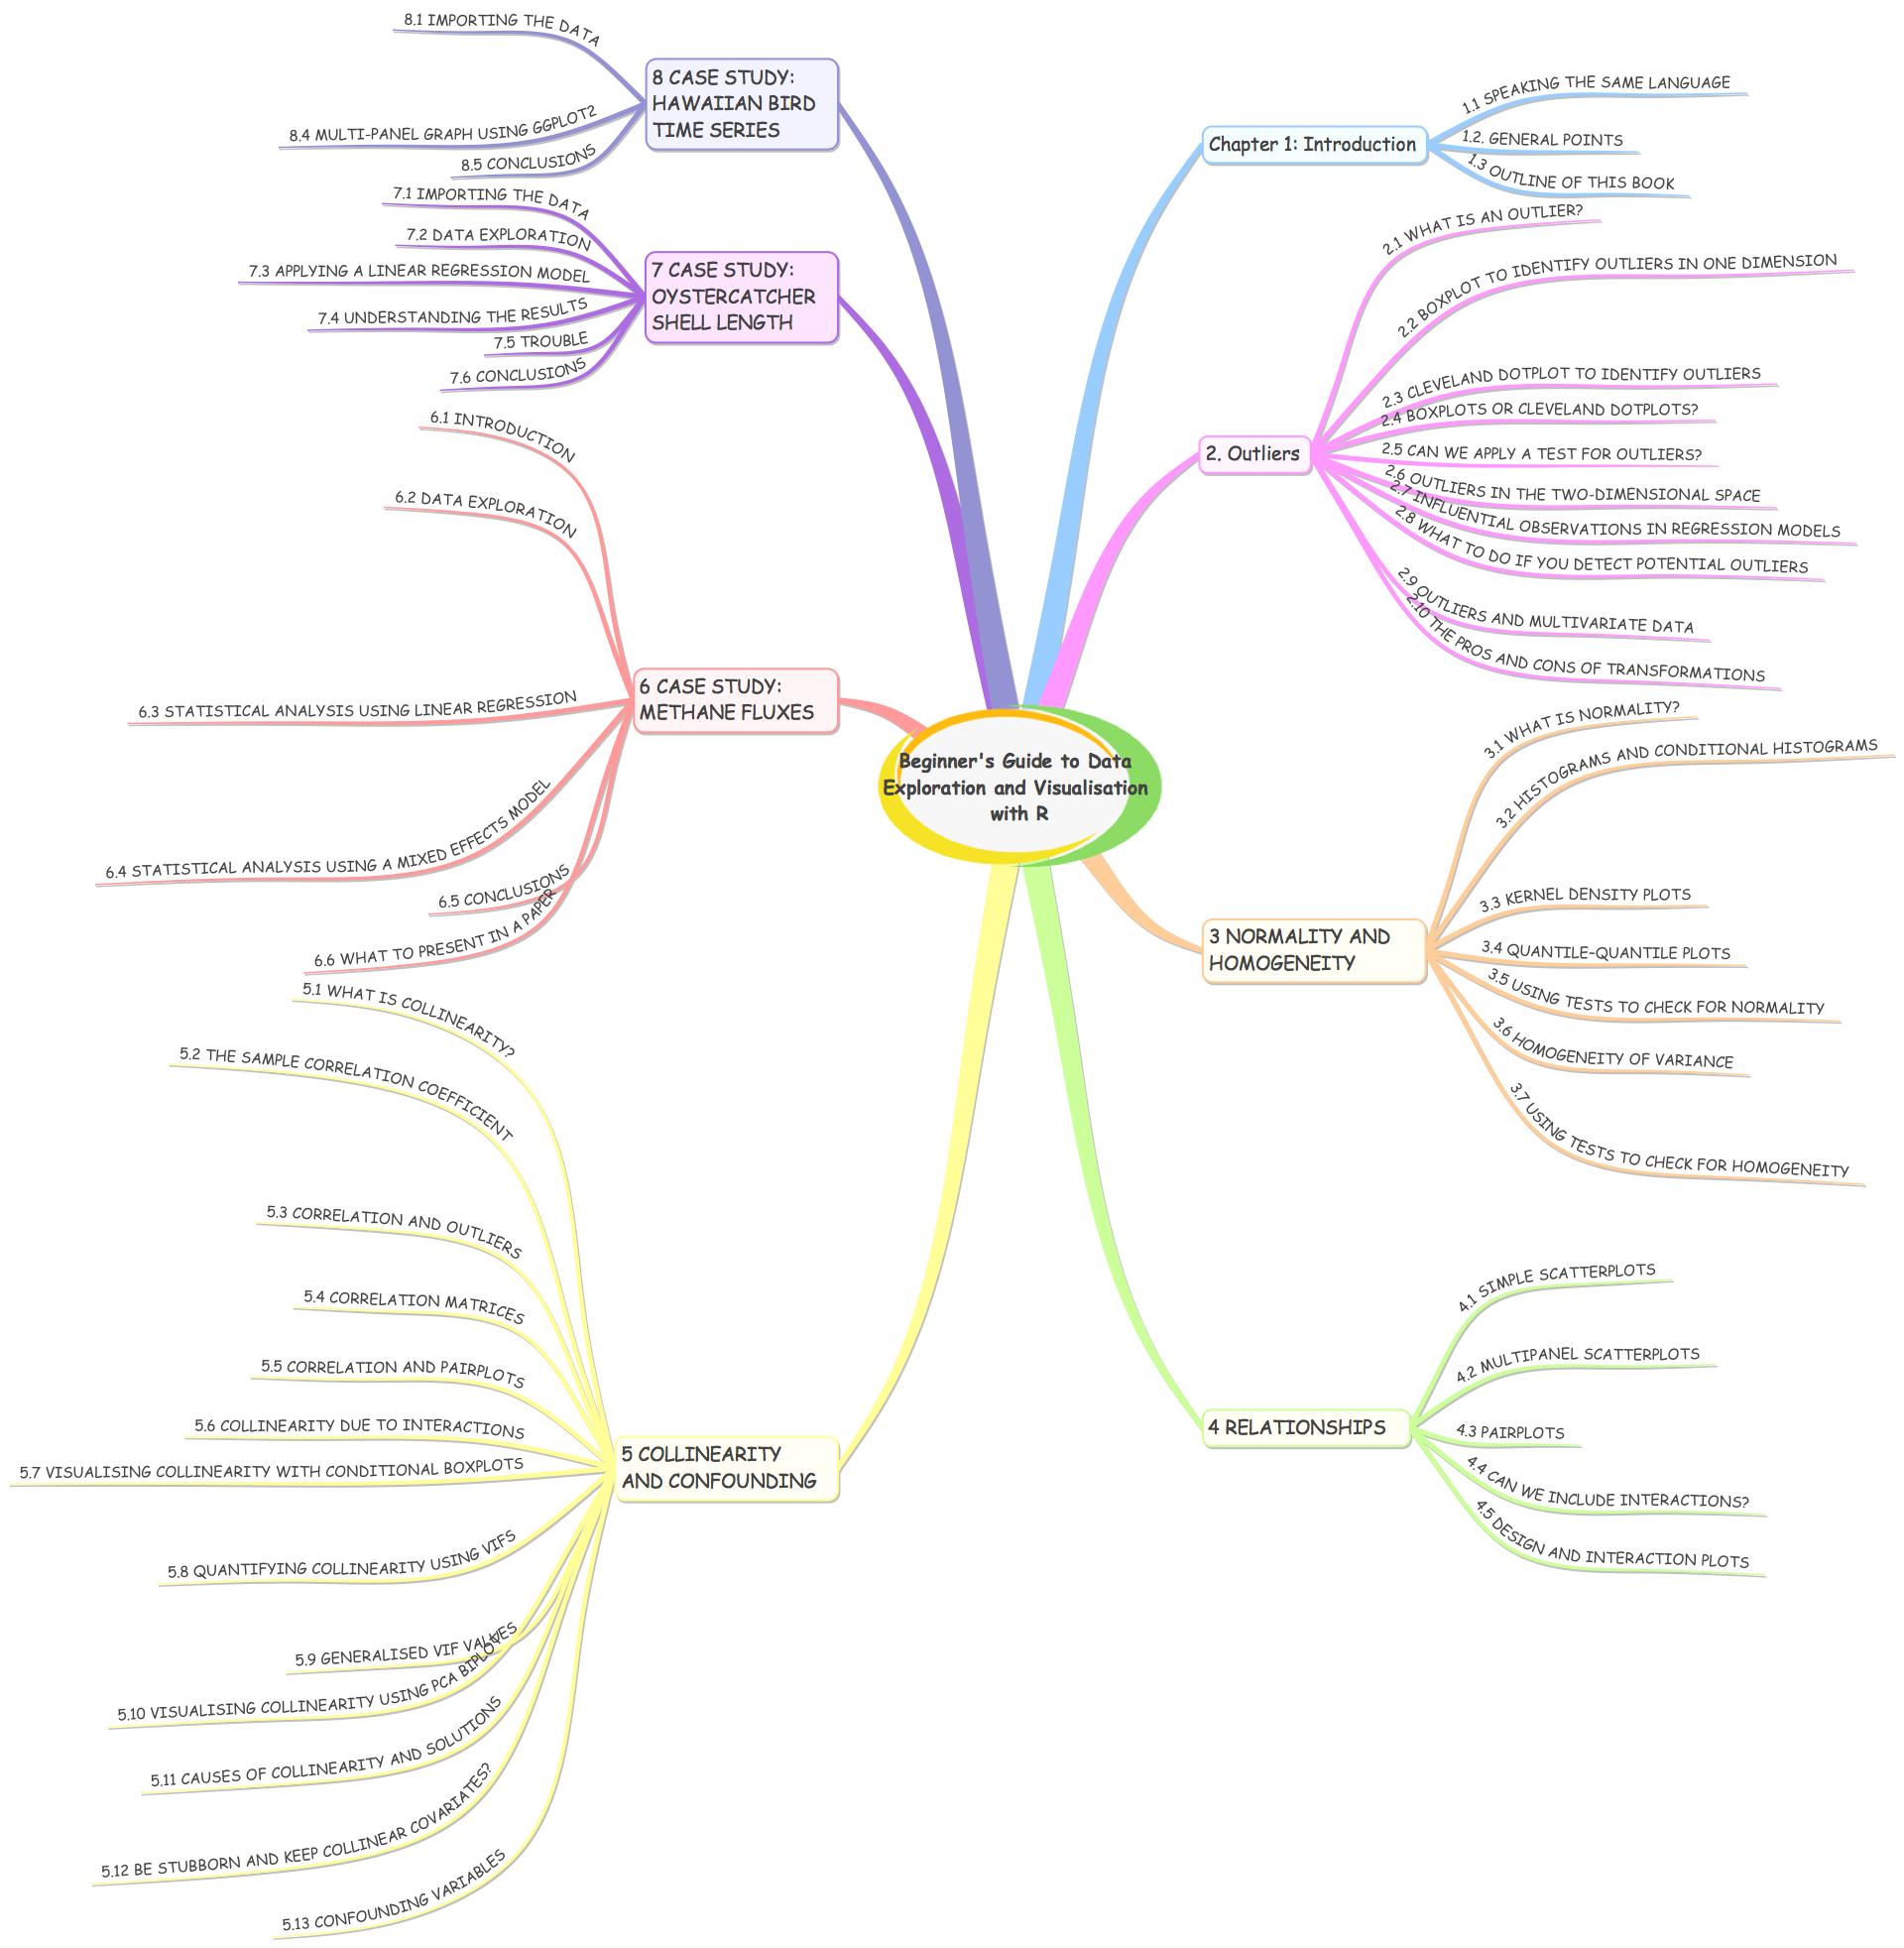 Beginner's Guide to Data
Exploration and Visualisation
with R
Chapter 1: Introduction
1.1 SPEAKING THE SAME LANGUAGE
1.2. GENERAL POINTS
1.3 OUTLINE OF THIS BOOK
2. Outliers
2.1 WHAT IS AN OUTLIER?
2.2 BOXPLOT TO IDENTIFY OUTLIERS IN ONE DIMENSION
2.3 CLEVELAND DOTPLOT TO IDENTIFY OUTLIERS
2.4 BOXPLOTS OR CLEVELAND DOTPLOTS?
2.5 CAN WE APPLY A TEST FOR OUTLIERS?
2.6 OUTLIERS IN THE TWO-DIMENSIONAL SPACE
2.7 INFLUENTIAL OBSERVATIONS IN REGRESSION MODELS
2.8 WHAT TO DO IF YOU DETECT POTENTIAL OUTLIERS
2.9 OUTLIERS AND MULTIVARIATE DATA
2.10 THE PROS AND CONS OF TRANSFORMATIONS
3 NORMALITY AND
HOMOGENEITY
3.1 WHAT IS NORMALITY?
3.2 HISTOGRAMS AND CONDITIONAL HISTOGRAMS
3.3 KERNEL DENSITY PLOTS
3.4 QUANTILE–QUANTILE PLOTS
3.5 USING TESTS TO CHECK FOR NORMALITY
3.6 HOMOGENEITY OF VARIANCE
3.7 USING TESTS TO CHECK FOR HOMOGENEITY
4 RELATIONSHIPS
4.1 SIMPLE SCATTERPLOTS
4.2 MULTIPANEL SCATTERPLOTS
4.3 PAIRPLOTS
4.4 CAN WE INCLUDE INTERACTIONS?
4.5 DESIGN AND INTERACTION PLOTS
5 COLLINEARITY
AND CONFOUNDING
5.1 WHAT IS COLLINEARITY?
5.2 THE SAMPLE CORRELATION COEFFICIENT
5.3 CORRELATION AND OUTLIERS
5.4 CORRELATION MATRICES
5.5 CORRELATION AND PAIRPLOTS
5.6 COLLINEARITY DUE TO INTERACTIONS
5.7 VISUALISING COLLINEARITY WITH CONDITIONAL BOXPLOTS
5.8 QUANTIFYING COLLINEARITY USING VIFS
5.9 GENERALISED VIF VALUES
5.10 VISUALISING COLLINEARITY USING PCA BIPLOT
5.11 CAUSES OF COLLINEARITY AND SOLUTIONS
5.12 BE STUBBORN AND KEEP COLLINEAR COVARIATES?
5.13 CONFOUNDING VARIABLES
6 CASE STUDY:
METHANE FLUXES
6.1 INTRODUCTION
6.2 DATA EXPLORATION
6.3 STATISTICAL ANALYSIS USING LINEAR REGRESSION
6.4 STATISTICAL ANALYSIS USING A MIXED EFFECTS MODEL
6.5 CONCLUSIONS
6.6 WHAT TO PRESENT IN A PAPER
7 CASE STUDY:
OYSTERCATCHER
SHELL LENGTH
7.1 IMPORTING THE DATA
7.2 DATA EXPLORATION
7.3 APPLYING A LINEAR REGRESSION MODEL
7.4 UNDERSTANDING THE RESULTS
7.5 TROUBLE
7.6 CONCLUSIONS
8 CASE STUDY:
HAWAIIAN BIRD
TIME SERIES
8.1 IMPORTING THE DATA
8.4 MULTI-PANEL GRAPH USING GGPLOT2
8.5 CONCLUSIONS